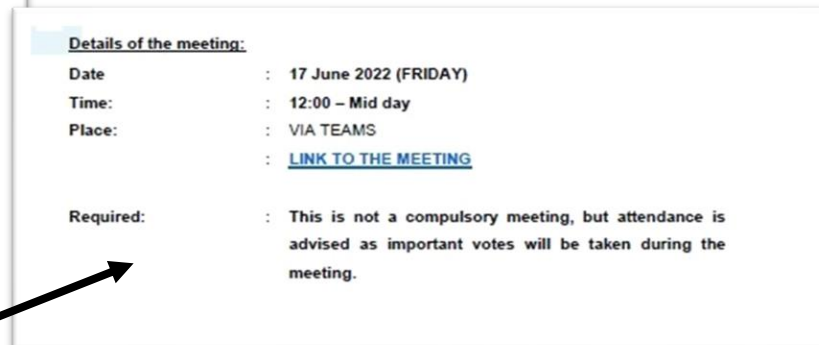 Details of the meeting:
Date : 17 June 2022 (FRIDAY)
Time: : 12:00 – Mid day
Place: : VIA TEAMS
: LINK TO THE MEETING
Required: : This is not a compulsory meeting, but attendance is
advised as important votes will be taken during the
meeting.